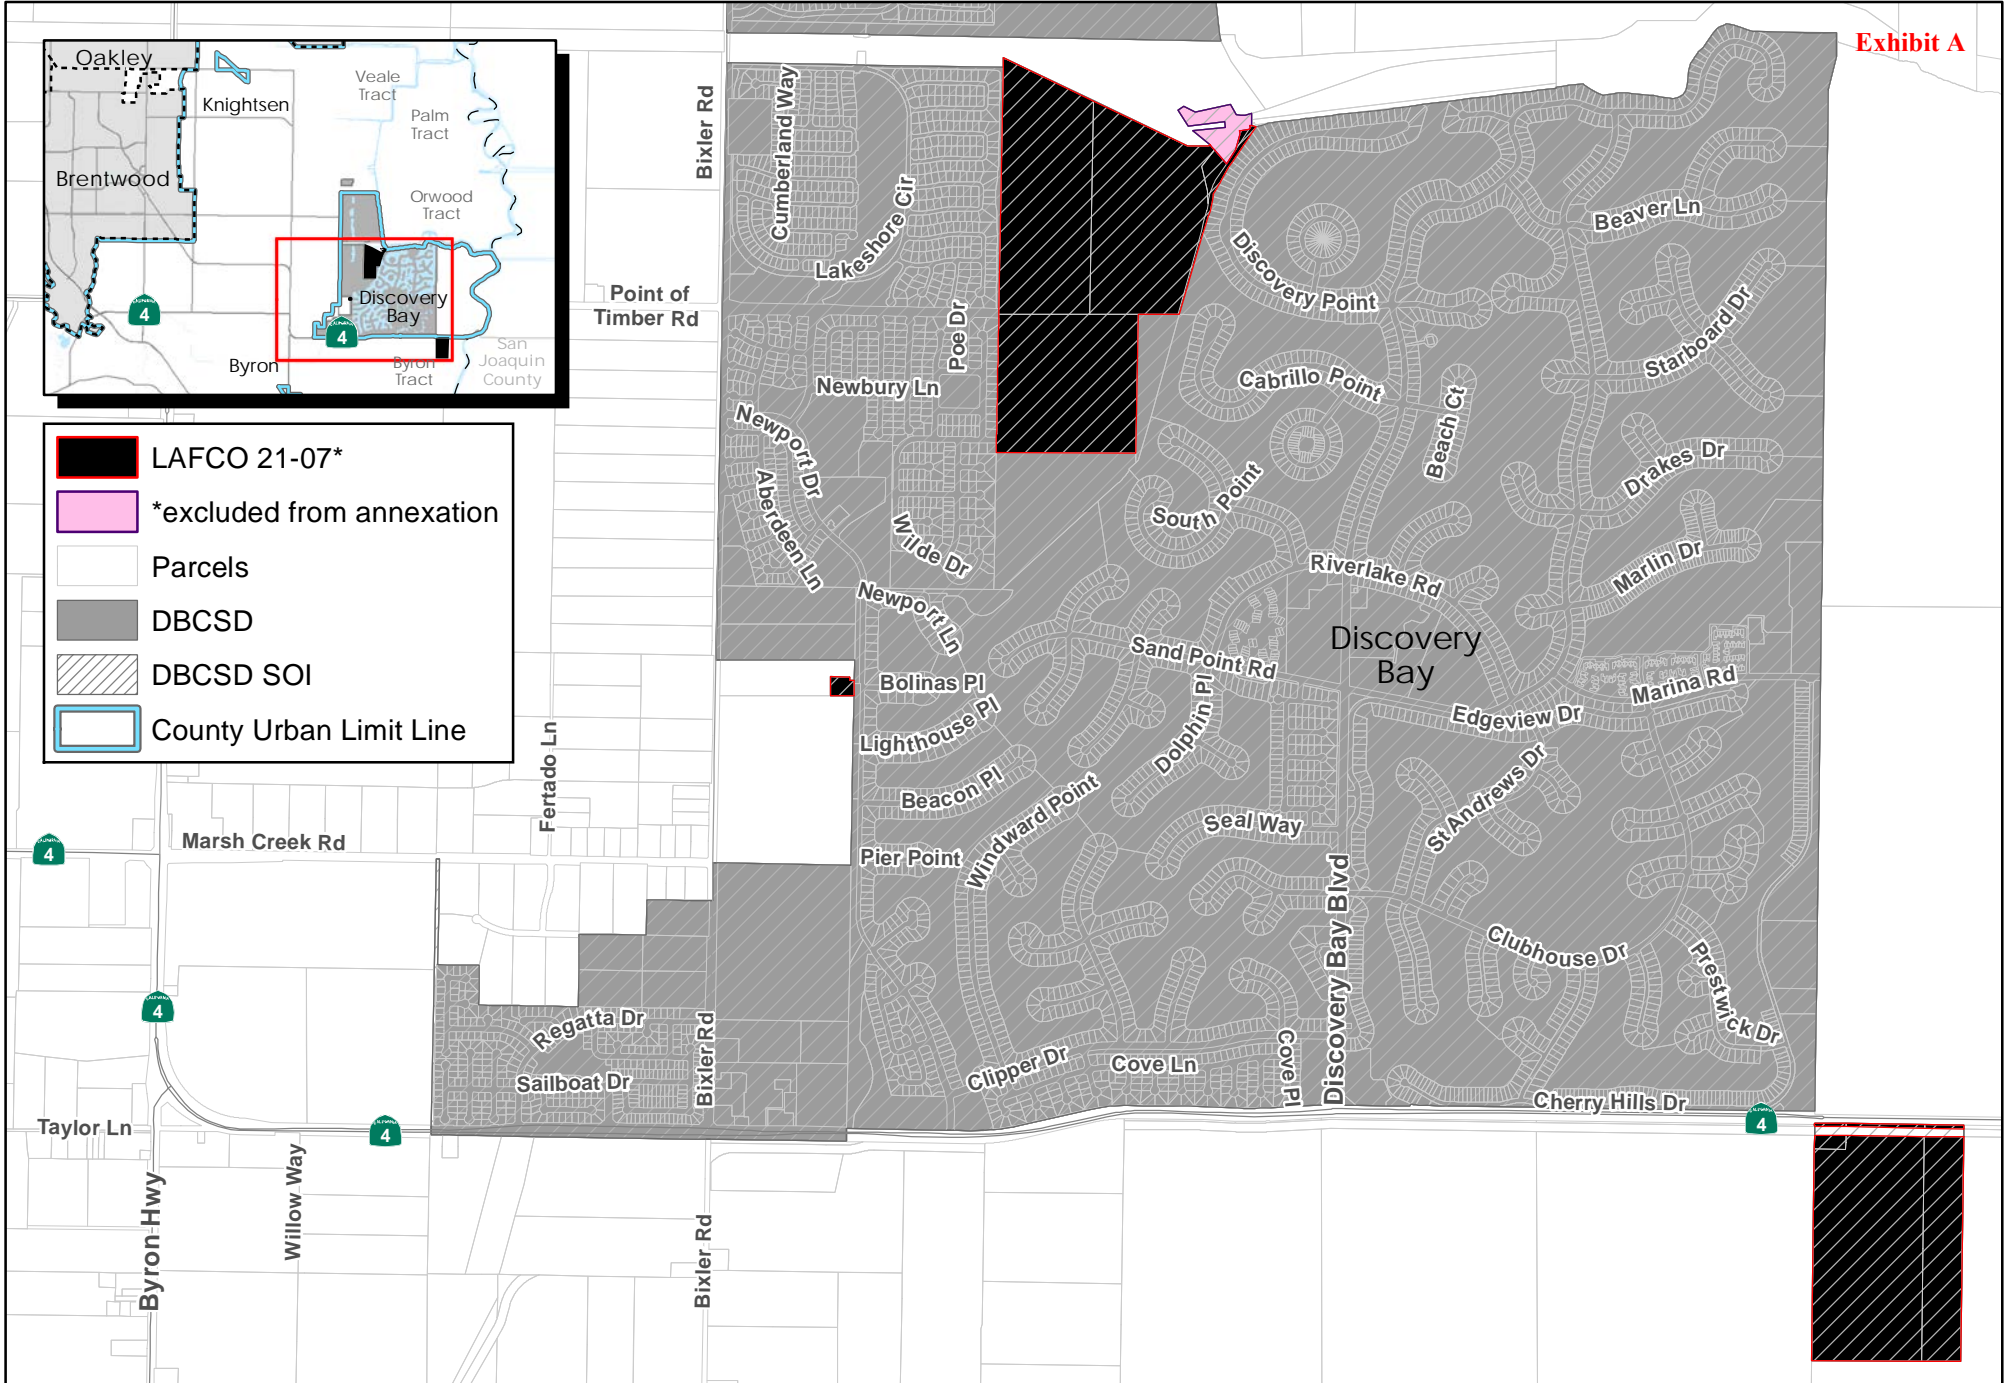 Exhibit A
Oakley
Knightsen
Veale
Tract
Palm
Tract
Brentwood
Orwood
Tract
Discovery
Bay
4
4
Byron
Byron
Tract
San
Joaquin
County
LAFCO 21-07*
*excluded from annexation
Parcels
DBCSD
DBCSD SOI
County Urban Limit Line
Bixler Rd
Cumberland Way
Lakeshore Cir
Point of
Timber Rd
Poe Dr
Newbury Ln
Newport Dr
Aberdeen Ln
Wilde Dr
Newport Ln
Discovery Point
Beaver Ln
Starboard Dr
Cabrillo Point
Beach Ct
Drakes Dr
South Point
Riverlake Rd
Marlin Dr
Discovery
Bay
Sand Point Rd
Bolinas Pl
Dolphin Pl
Marina Rd
Edgeview Dr
Lighthouse Pl
Beacon Pl
Windward Point
St Andrews Dr
Seal Way
Pier Point
Fertado Ln
Marsh Creek Rd
4
Discovery Bay Blvd
Clubhouse Dr
Prestwick Dr
4
Regatta Dr
Sailboat Dr
Bixler Rd
Clipper Dr
Cove Ln
Cove Pl
Cherry Hills Dr
4
Taylor Ln
4
Byron Hwy
Willow Way
Bixler Rd